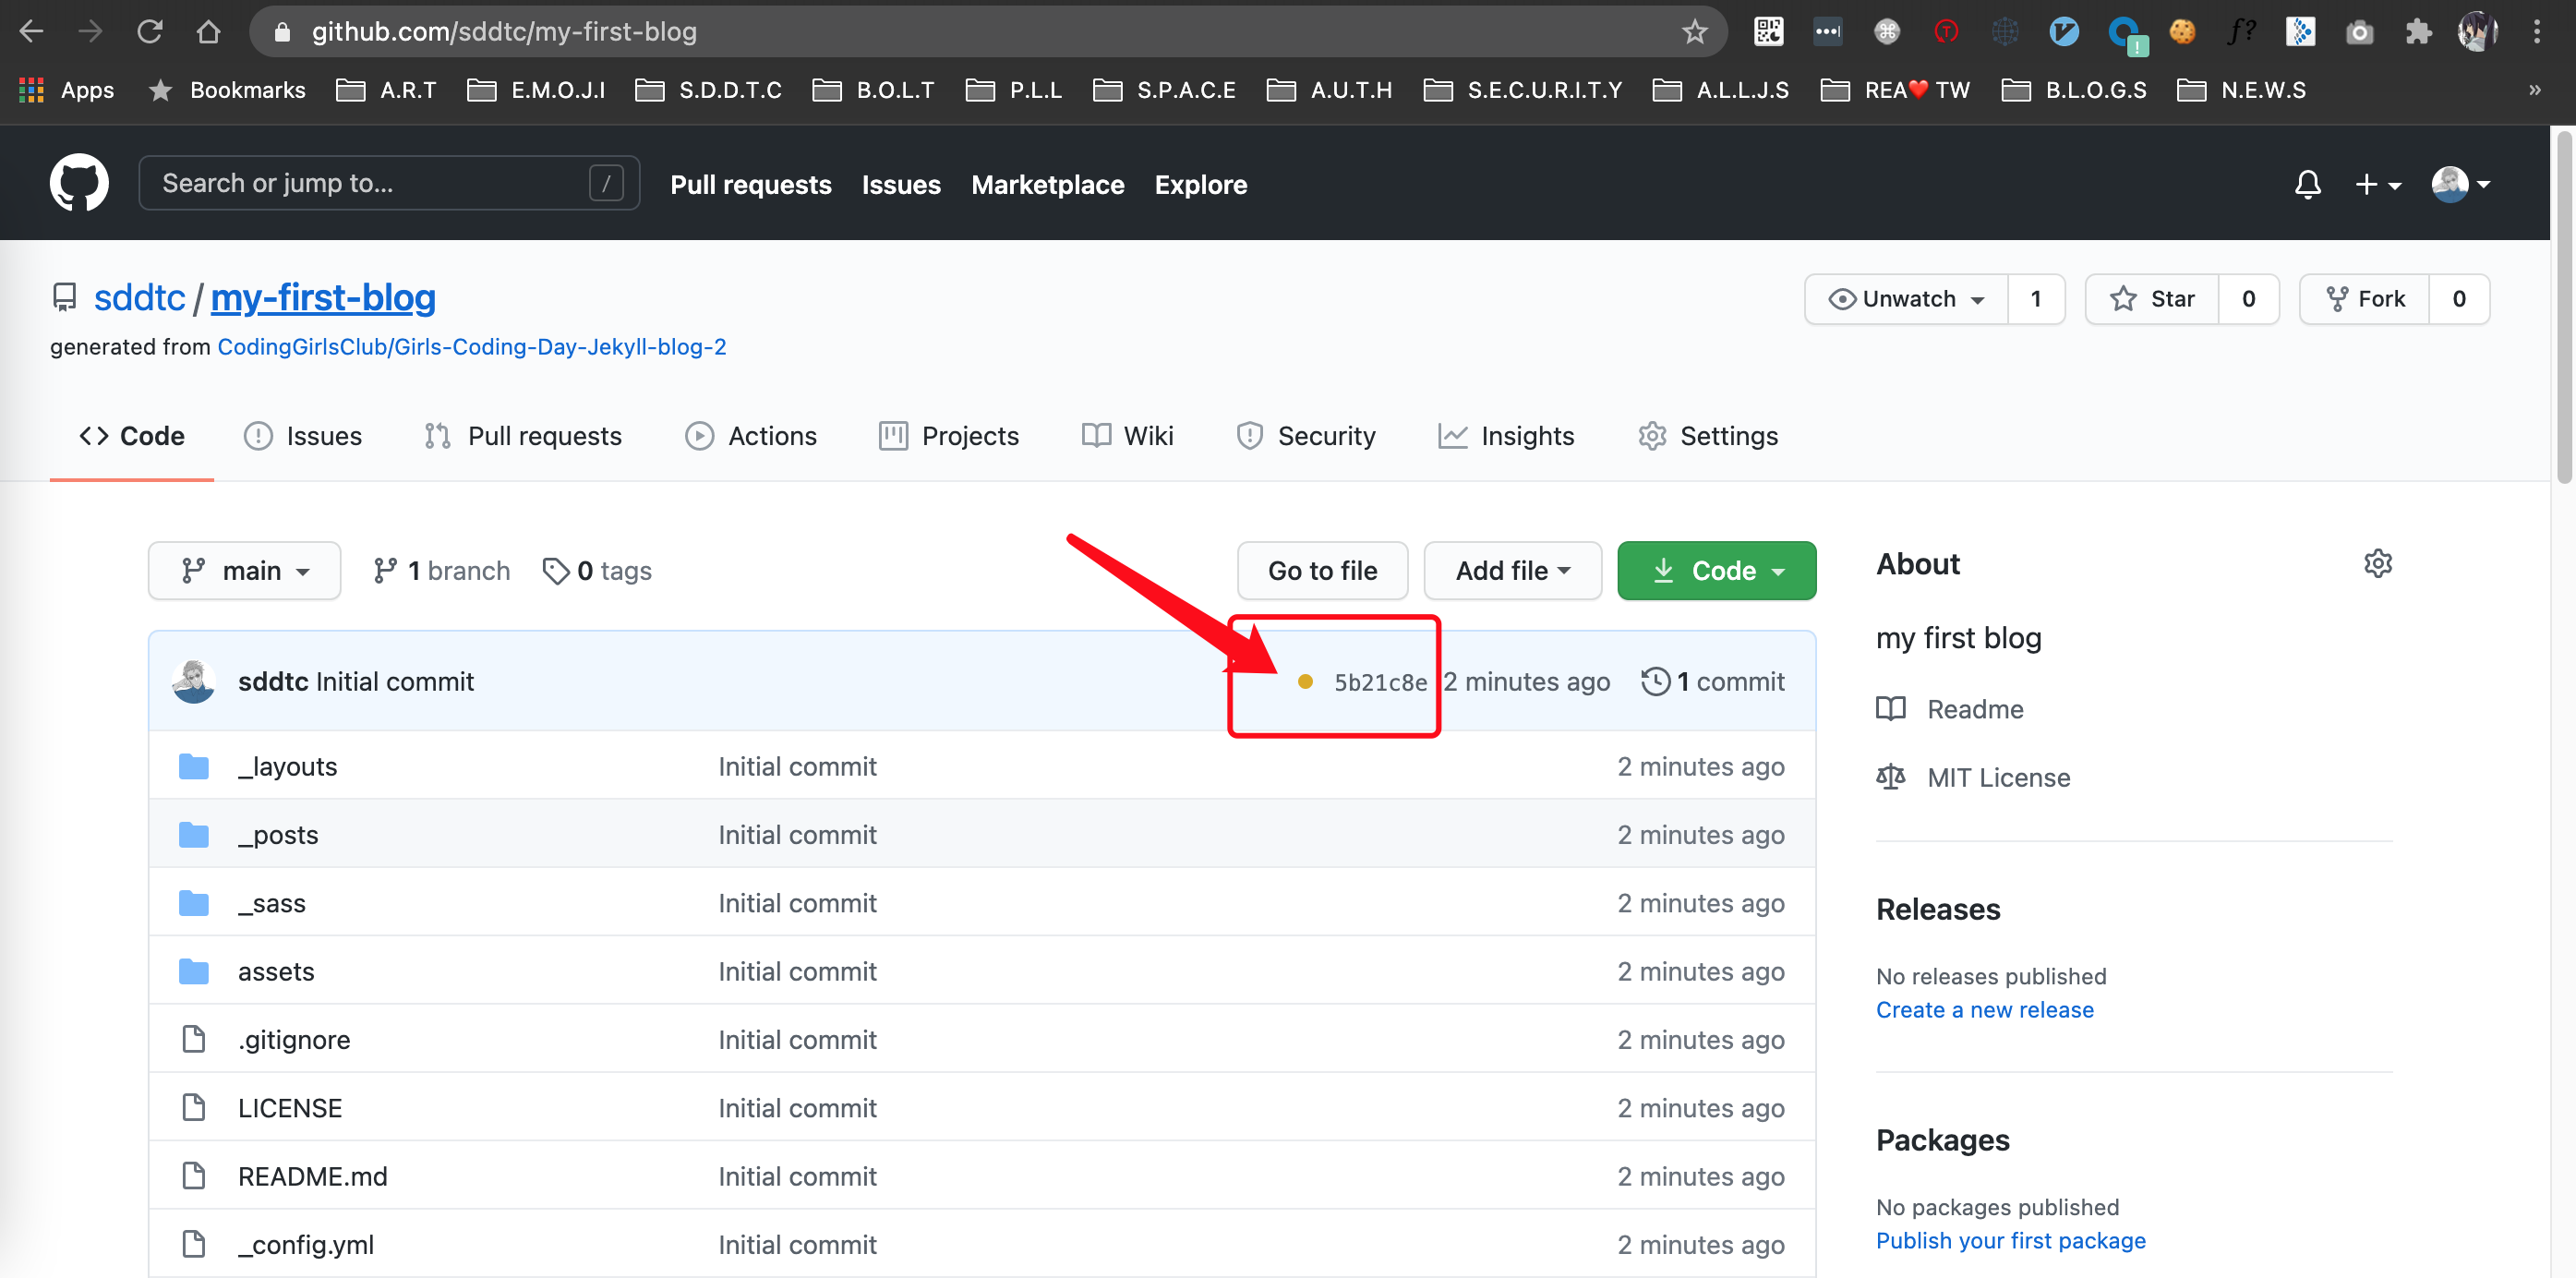 github.com/sddtc/my-first-blog
Apps Bookmarks A.R.T E.M.O.J.I S.D.D.T.C B.O.L.T P.L.L S.P.A.C.E A.U.T.H S.E.C.U.R.I.T.Y A.L.L.J.S REA❤️TW B.L.O.G.S N.E.W.S »
Search or jump to... / Pull requests Issues Marketplace Explore
sddtc / my-first-blog Unwatch 1 Star 0 Fork 0
generated from CodingGirlsClub/Girls-Coding-Day-Jekyll-blog-2
Code Issues Pull requests Actions Projects Wiki Security Insights Settings
main 1 branch 0 tags Go to file Add file Code
sddtc Initial commit 5b21c8e 2 minutes ago 1 commit
_layouts Initial commit 2 minutes ago
_posts Initial commit 2 minutes ago
_sass Initial commit 2 minutes ago
assets Initial commit 2 minutes ago
.gitignore Initial commit 2 minutes ago
LICENSE Initial commit 2 minutes ago
README.md Initial commit 2 minutes ago
_config.yml Initial commit 2 minutes ago
About
my first blog
Readme
MIT License
Releases
No releases published
Create a new release
Packages
No packages published
Publish your first package